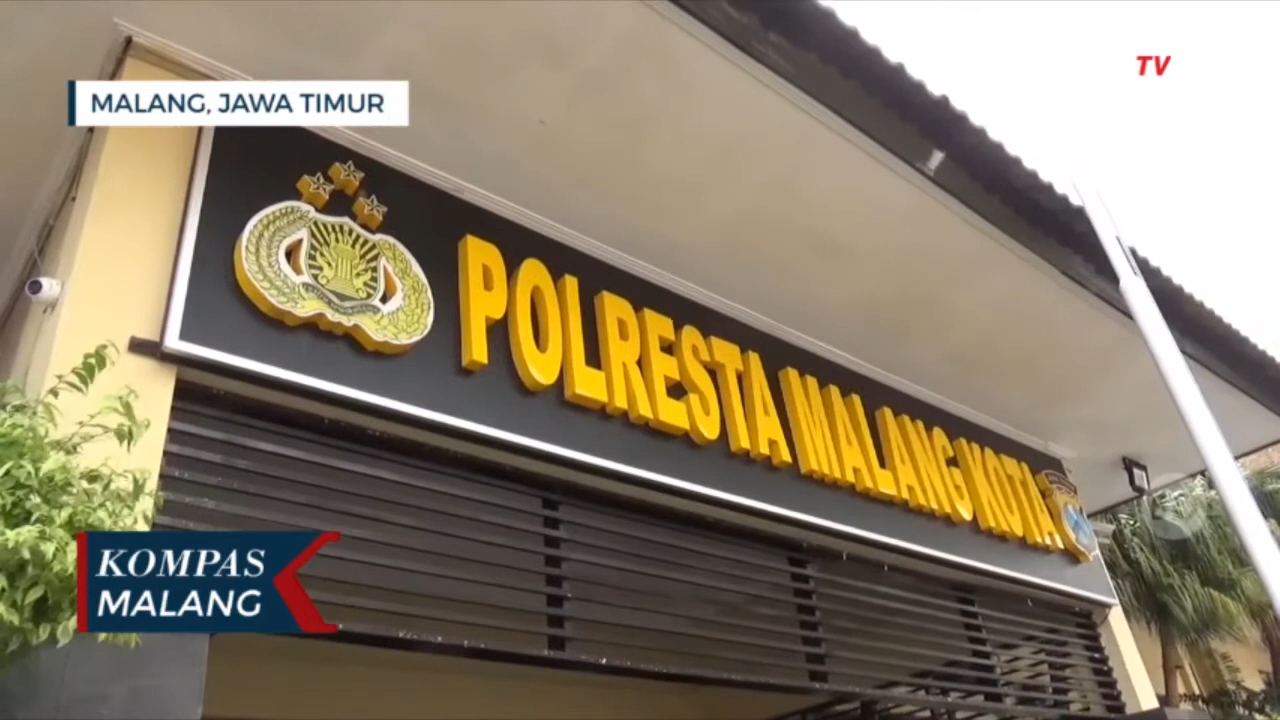 MALANG, JAWA TIMUR
TV
POLRESTA MALANG KOTA
KOMPAS
MALANG